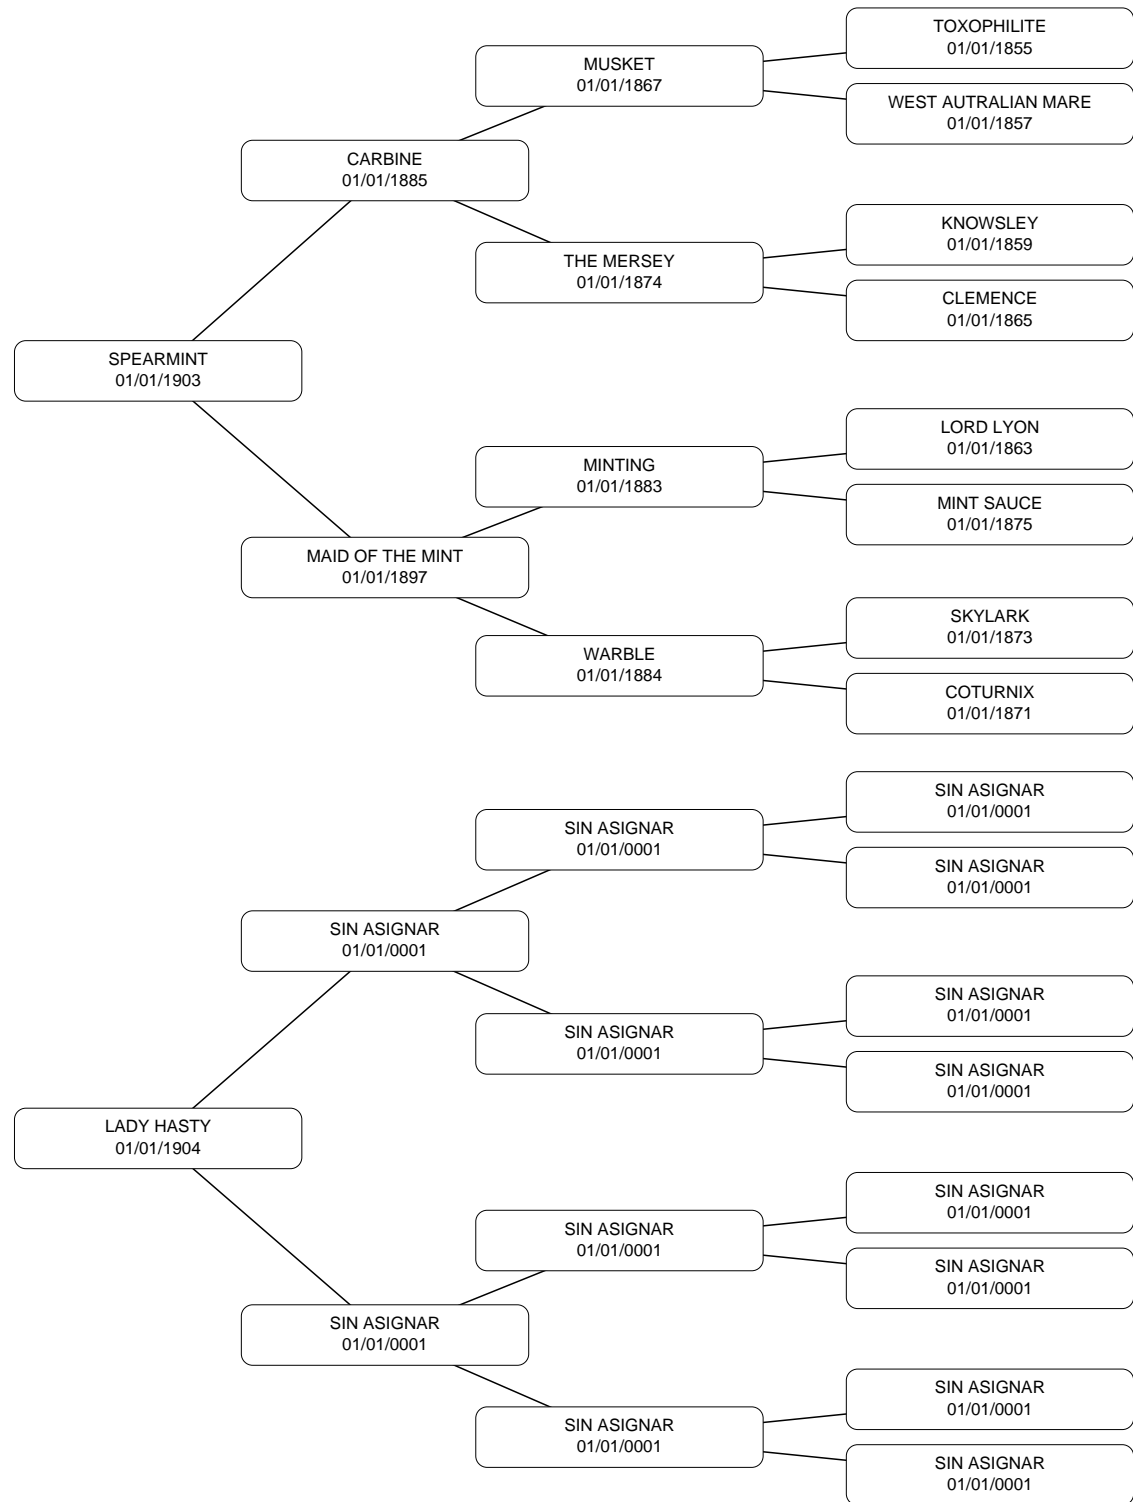 TOXOPHILITE
01/01/1855
MUSKET
01/01/1867
WEST AUTRALIAN MARE
01/01/1857
CARBINE
01/01/1885
KNOWSLEY
01/01/1859
THE MERSEY
01/01/1874
CLEMENCE
01/01/1865
SPEARMINT
01/01/1903
LORD LYON
01/01/1863
MINTING
01/01/1883
MINT SAUCE
01/01/1875
MAID OF THE MINT
01/01/1897
SKYLARK
01/01/1873
WARBLE
01/01/1884
COTURNIX
01/01/1871
SIN ASIGNAR
01/01/0001
SIN ASIGNAR
01/01/0001
SIN ASIGNAR
01/01/0001
SIN ASIGNAR
01/01/0001
SIN ASIGNAR
01/01/0001
SIN ASIGNAR
01/01/0001
SIN ASIGNAR
01/01/0001
LADY HASTY
01/01/1904
SIN ASIGNAR
01/01/0001
SIN ASIGNAR
01/01/0001
SIN ASIGNAR
01/01/0001
SIN ASIGNAR
01/01/0001
SIN ASIGNAR
01/01/0001
SIN ASIGNAR
01/01/0001
SIN ASIGNAR
01/01/0001